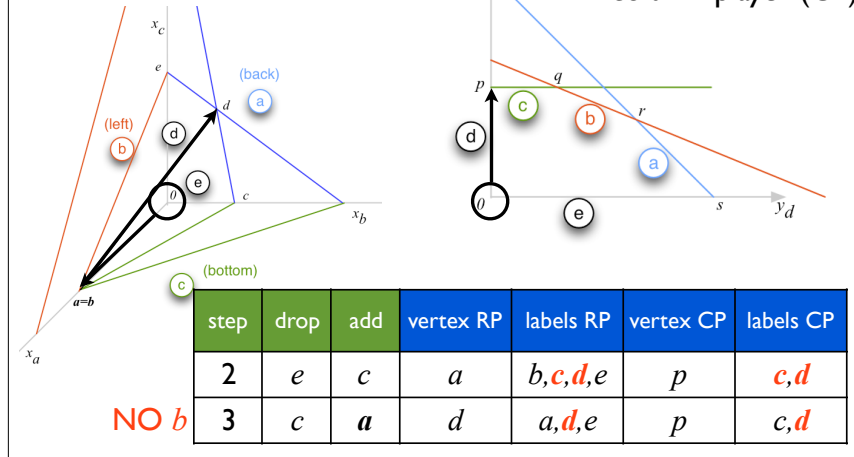 x_c
e
(back)
a
d
(left)
b
d
e
0
c
x_b
(bottom)
c
a=b
x_a
p
q
c
d
b
r
a
0
e
s
y_d
step drop add vertex RP labels RP vertex CP labels CP
2 e c a b,c,d,e p c,d
NO b 3 c a d a,d,e p c,d